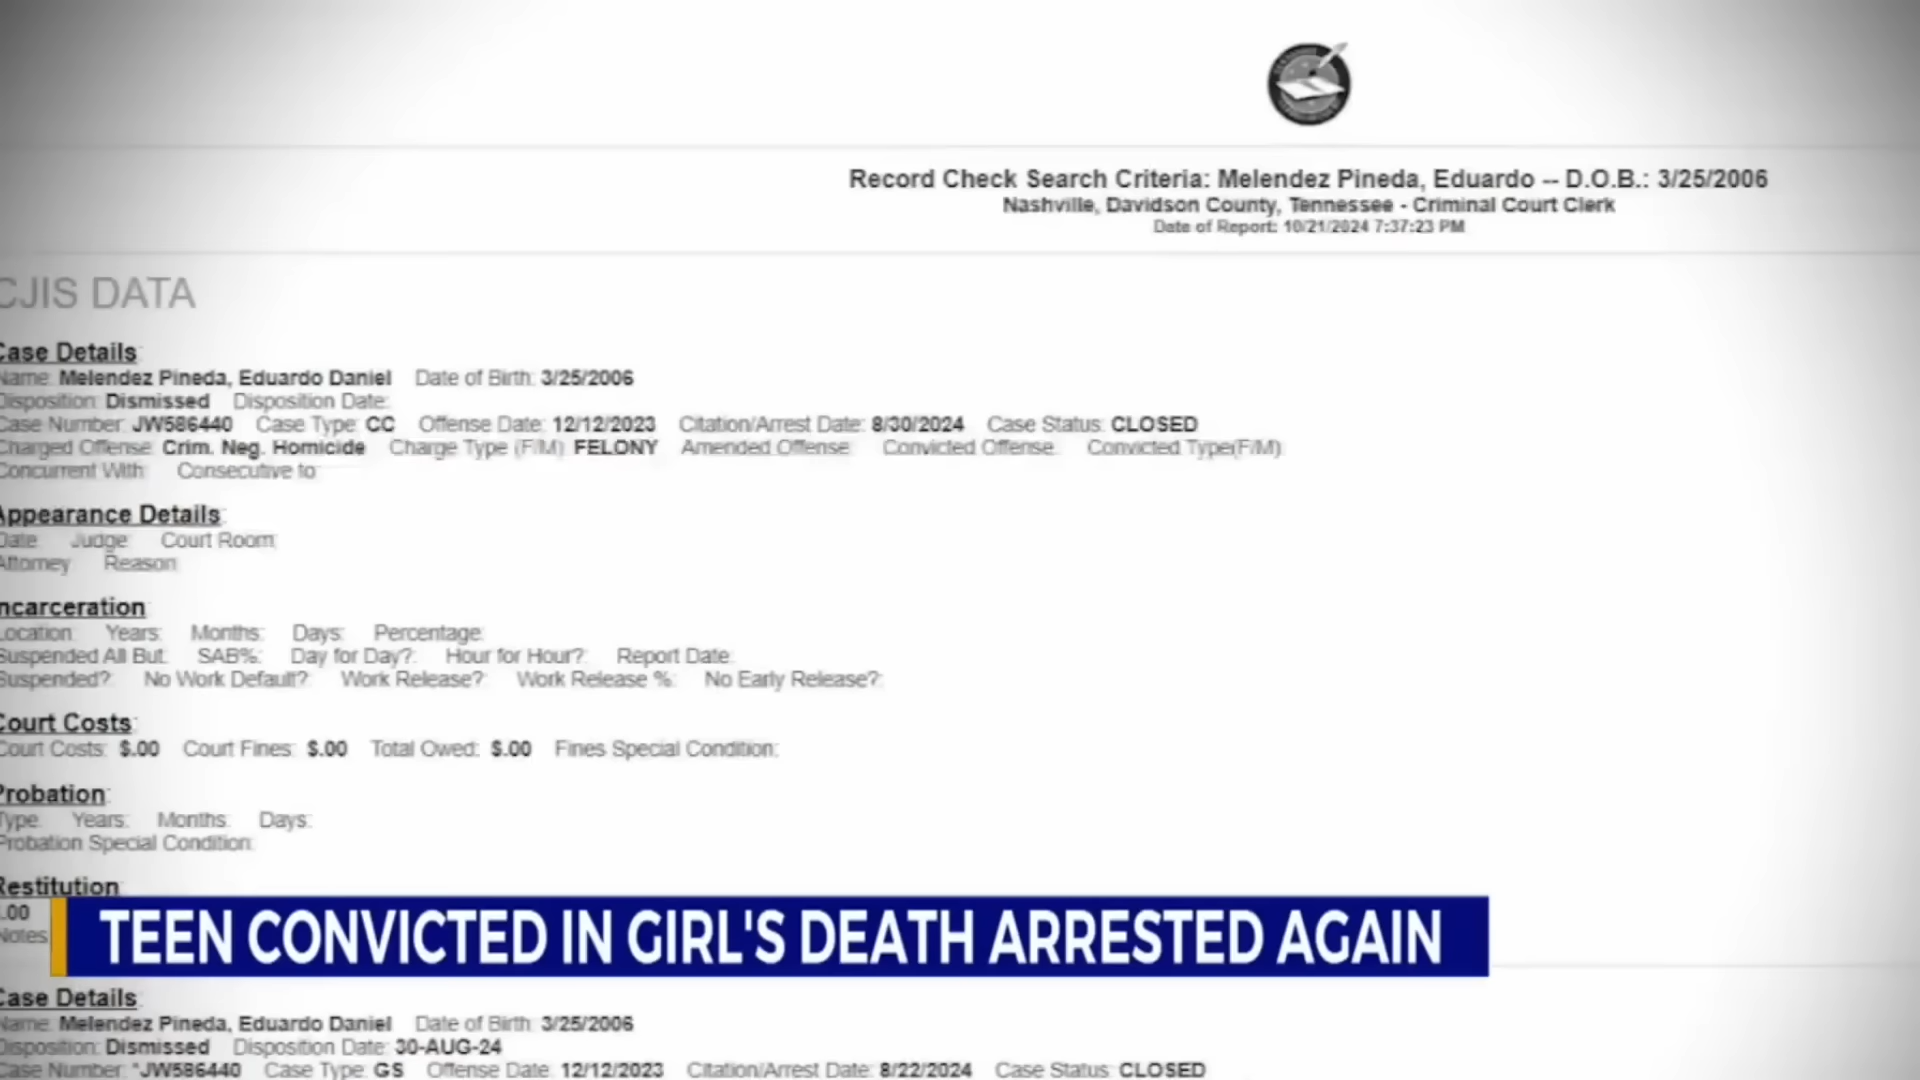 Record Check Search Criteria: Melendez Pineda, Eduardo -- D.O.B.: 3/25/2006
Nashville, Davidson County, Tennessee - Criminal Court Clerk
Date of Report: 10/21/2024 7:37:23 PM
CJIS DATA
Case Details:
Name: Melendez Pineda, Eduardo Daniel Date of Birth: 3/25/2006
Disposition: Dismissed Disposition Date:
Case Number: JW586440 Case Type: CC Offense Date: 12/12/2023 Citation/Arrest Date: 8/30/2024 Case Status: CLOSED
Charged Offense: Crim. Neg. Homicide Charge Type (F/M): FELONY Amended Offense: Convicted Offense: Convicted Type(F/M):
Concurrent With: Consecutive to:
Appearance Details:
Date: Judge: Court Room:
Attorney: Reason:
Incarceration:
Location: Years: Months: Days: Percentage:
Suspended All But: SAB%: Day for Day?: Hour for Hour?: Report Date:
Suspended?: No Work Default?: Work Release?: Work Release %: No Early Release?:
Court Costs:
Court Costs: $.00 Court Fines: $.00 Total Owed: $.00 Fines Special Condition:
Probation:
Type: Years: Months: Days:
Probation Special Condition:
Restitution:
.00
Notes
TEEN CONVICTED IN GIRL'S DEATH ARRESTED AGAIN
Case Details:
Name: Melendez Pineda, Eduardo Daniel Date of Birth: 3/25/2006
Disposition: Dismissed Disposition Date: 30-AUG-24
Case Number: *JW586440 Case Type: GS Offense Date: 12/12/2023 Citation/Arrest Date: 8/22/2024 Case Status: CLOSED